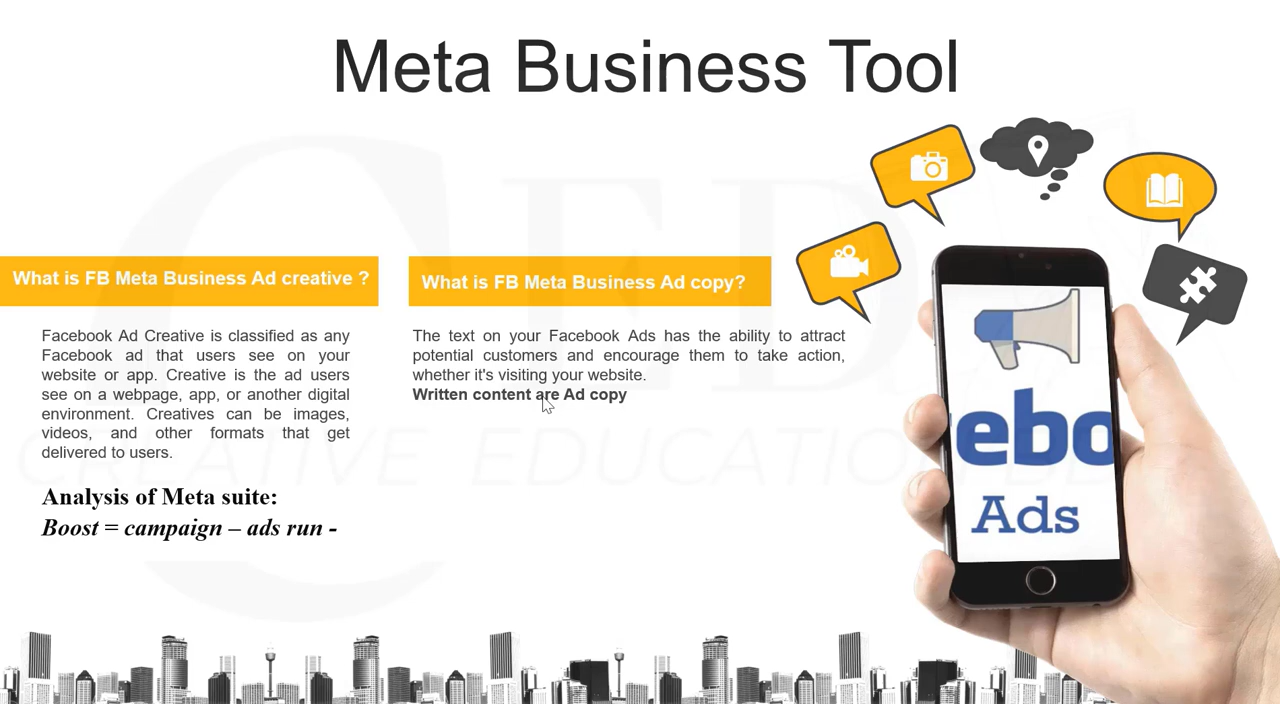 Meta Business Tool
What is FB Meta Business Ad creative ?
Facebook Ad Creative is classified as any
Facebook ad that users see on your
website or app. Creative is the ad users
see on a webpage, app, or another digital
environment. Creatives can be images,
videos, and other formats that get
delivered to users.
Analysis of Meta suite:
Boost = campaign – ads run -
What is FB Meta Business Ad copy?
The text on your Facebook Ads has the ability to attract
potential customers and encourage them to take action,
whether it's visiting your website.
Written content are Ad copy
ebo
Ads
CED
CREATIVE EDUCATION